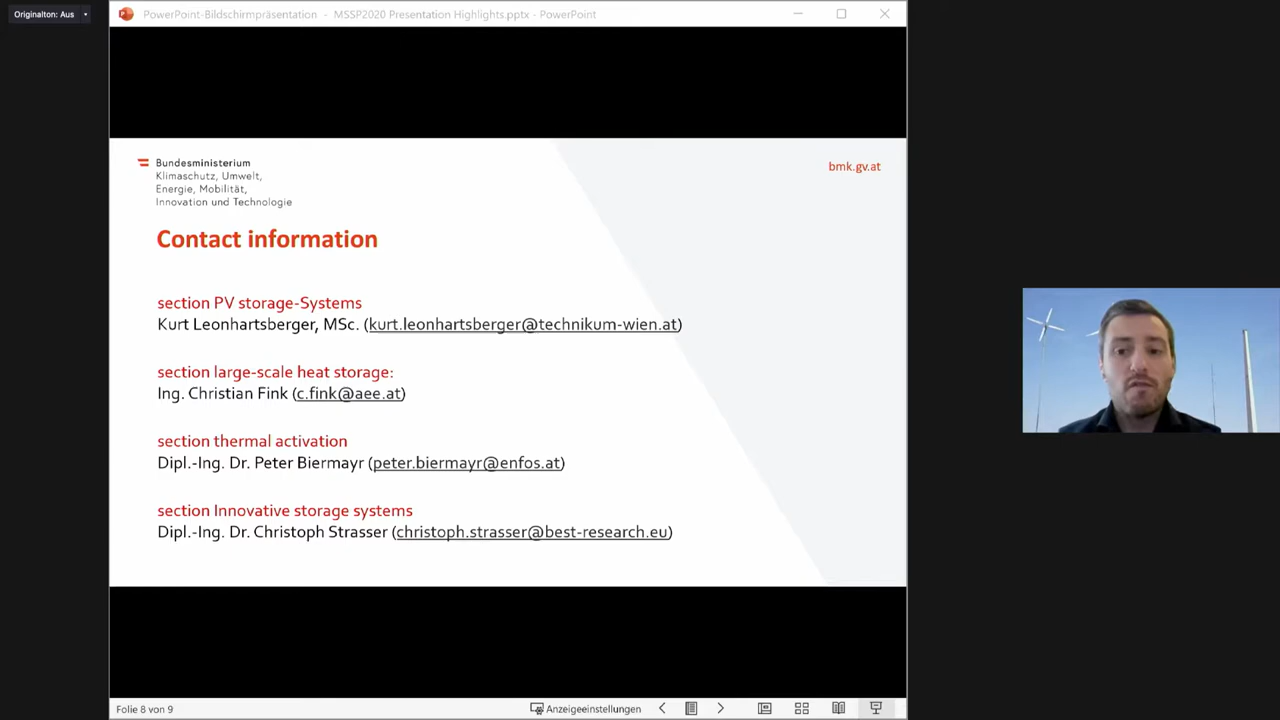 Originalton: Aus
PowerPoint-Bildschirmpräsentation - MSSP2020 Presentation Highlights.pptx - PowerPoint
Bundesministerium
Klimaschutz, Umwelt,
Energie, Mobilität,
Innovation und Technologie
bmk.gv.at
Contact information
section PV storage-Systems
Kurt Leonhartsberger, MSc. (kurt.leonhartsberger@technikum-wien.at)
section large-scale heat storage:
Ing. Christian Fink (c.fink@aee.at)
section thermal activation
Dipl.-Ing. Dr. Peter Biermayr (peter.biermayr@enfos.at)
section Innovative storage systems
Dipl.-Ing. Dr. Christoph Strasser (christoph.strasser@best-research.eu)
Folie 8 von 9
Anzeigeeinstellungen